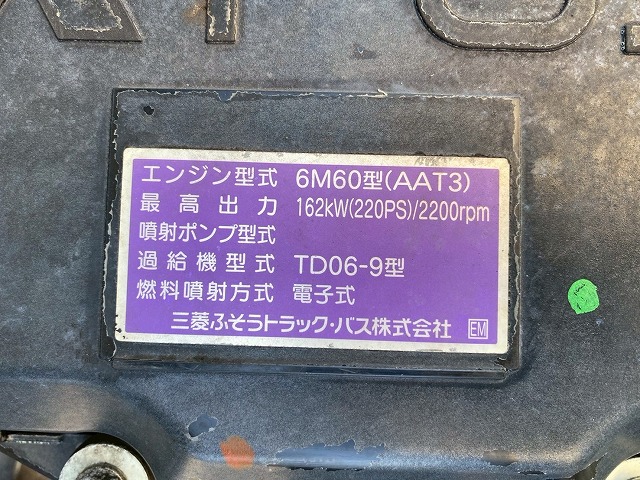 エンジン型式 6M60型(AAT3)
最高出力 162kW(220PS)/2200rpm
噴射ポンプ型式
過給機型式 TD06-9型
燃料噴射方式 電子式
三菱ふそうトラック・バス株式会社 EM